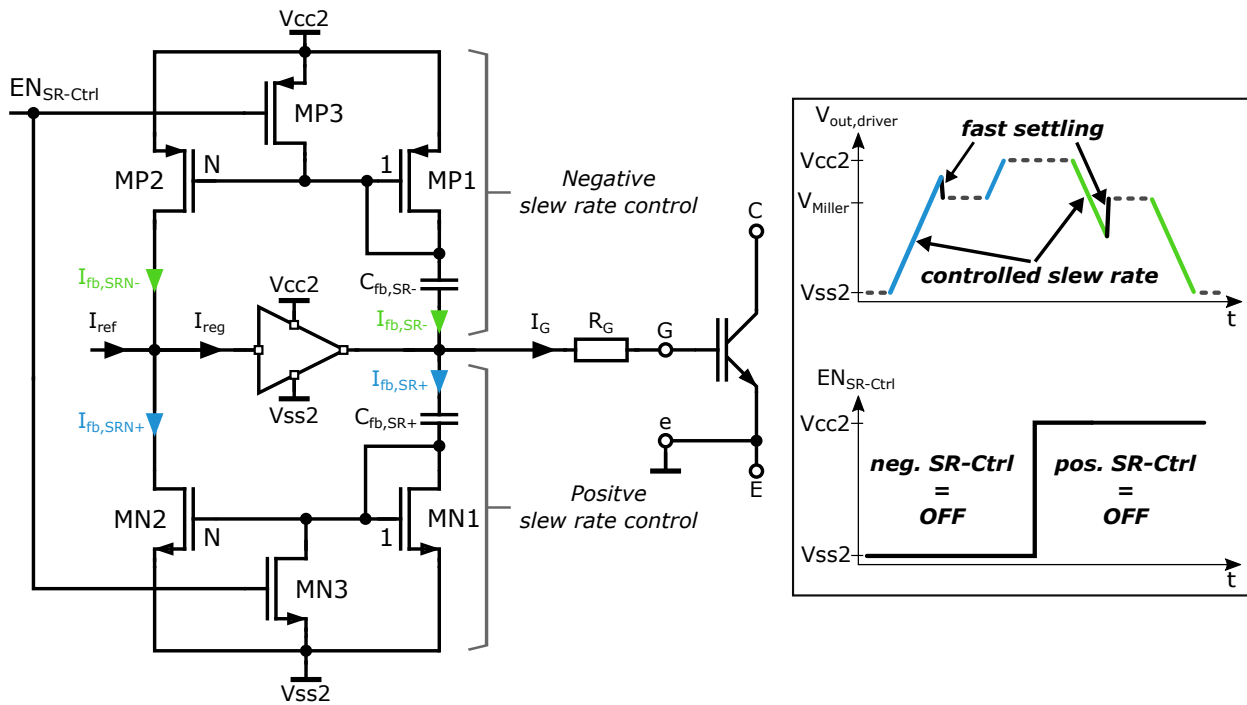 Vcc2
EN_SR-Ctrl
MP3
MP2
N
1
MP1
Negative
slew rate control
I_fb,SRN-
Vcc2
C_fb,SR-
I_fb,SR-
I_ref
I_reg
I_G
R_G
G
C
Vss2
I_fb,SRN+
I_fb,SR+
C_fb,SR+
e
E
MN2
N
1
MN1
Positve
slew rate control
MN3
Vss2
V_out,driver
fast settling
Vcc2
V_Miller
controlled slew rate
Vss2
t
EN_SR-Ctrl
Vcc2
neg. SR-Ctrl
=
OFF
pos. SR-Ctrl
=
OFF
Vss2
t